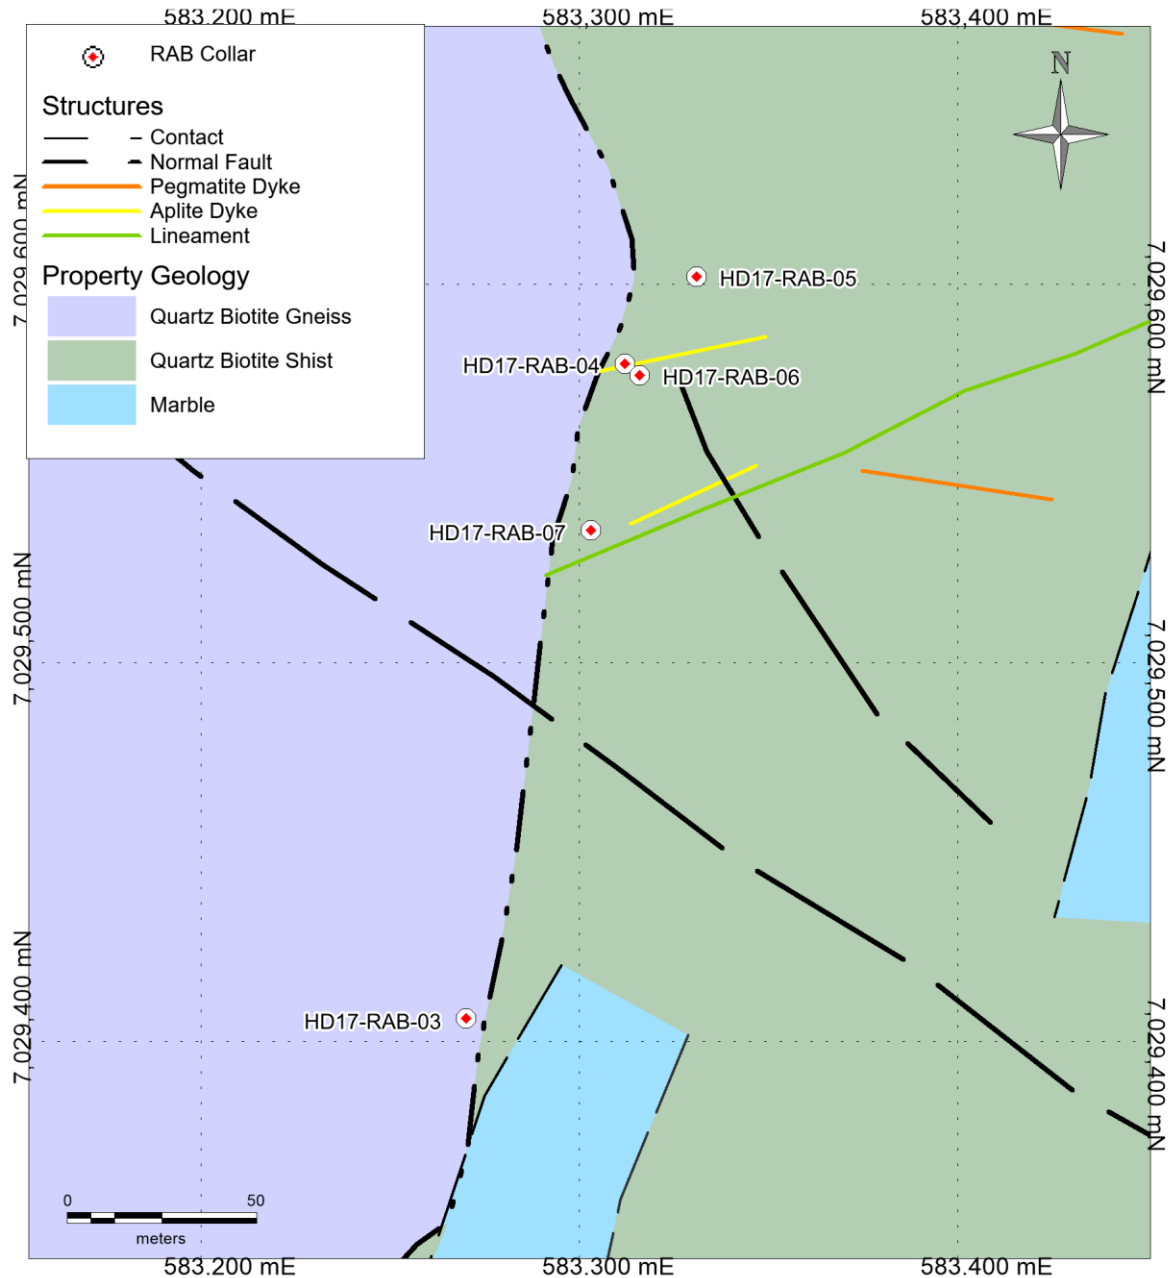 583,200 mE
583,300 mE
583,400 mE
RAB Collar
Structures
Contact
Normal Fault
Pegmatite Dyke
Aplite Dyke
Lineament
Property Geology
Quartz Biotite Gneiss
Quartz Biotite Shist
Marble
N
7,029,600 mN
7,029,600 mN
HD17-RAB-05
HD17-RAB-04
HD17-RAB-06
HD17-RAB-07
7,029,500 mN
7,029,500 mN
HD17-RAB-03
7,029,400 mN
7,029,400 mN
0 50
meters
583,200 mE
583,300 mE
583,400 mE